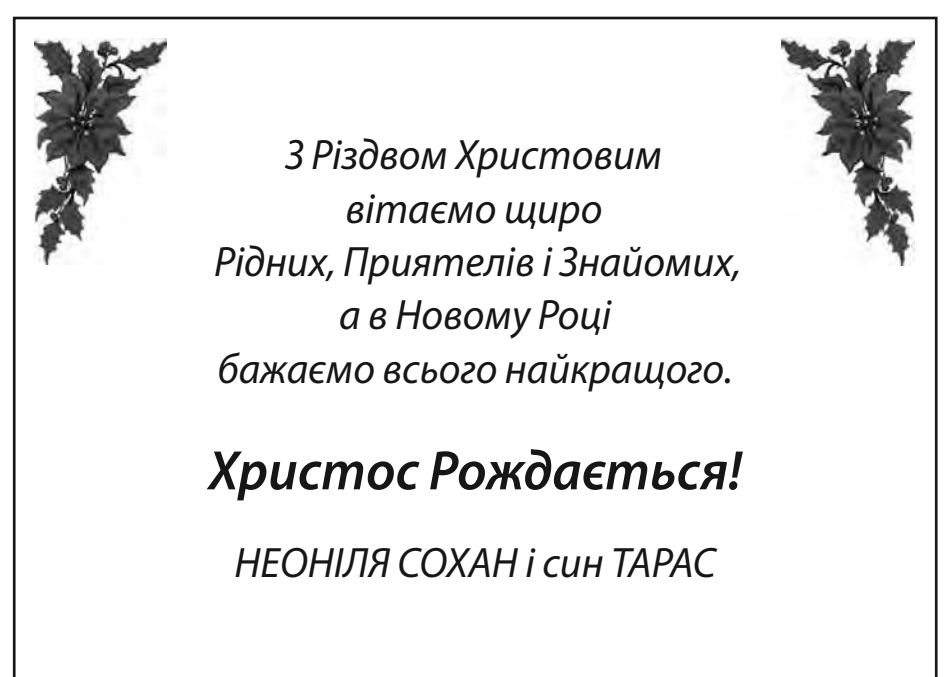 З Різдвом Христовим
вітаємо щиро
Рідних, Приятелів і Знайомих,
а в Новому Році
бажаємо всього найкращого.
Христос Рождається!
НЕОНІЛЯ СОХАН і син ТАРАС